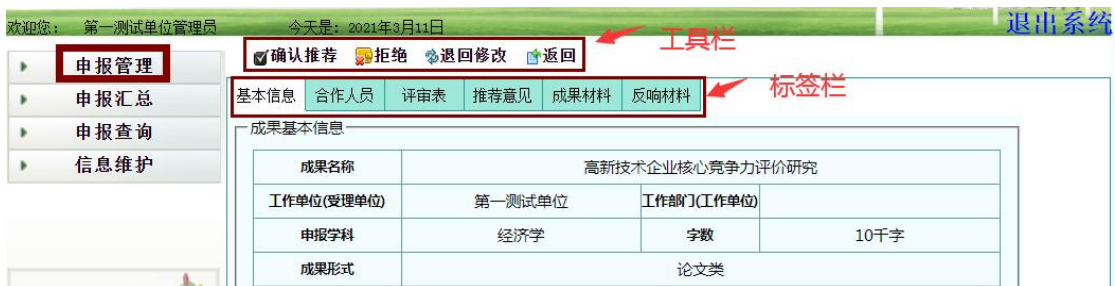 欢迎您： 第一测试单位管理员 今天是：2021年3月11日 退出系统
申报管理
申报汇总
申报查询
信息维护
确认推荐 拒绝 退回修改 返回 工具栏
基本信息 合作人员 评审表 推荐意见 成果材料 反响材料 标签栏
成果基本信息
成果名称 高新技术企业核心竞争力评价研究
工作单位(受理单位) 第一测试单位 工作部门(工作单位)
申报学科 经济学 字数 10千字
成果形式 论文类